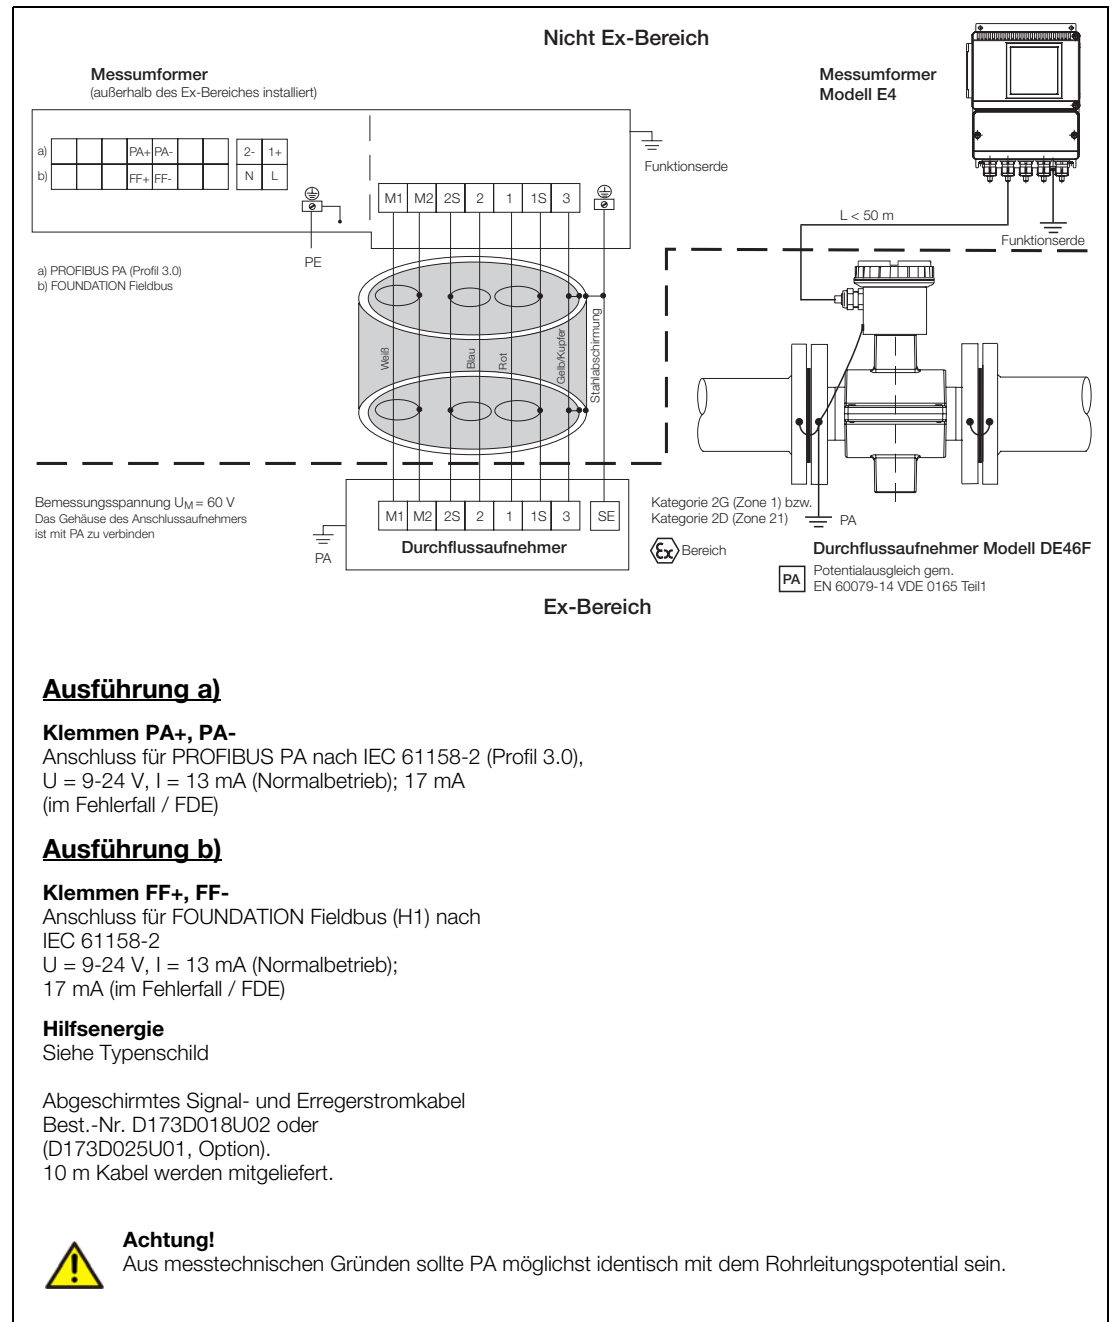 Nicht Ex-Bereich
Messumformer
(außerhalb des Ex-Bereiches installiert)
Messumformer
Modell E4
a) PA+ PA- 2- 1+
b) FF+ FF- N L
Funktionserde
M1 M2 2S 2 1 1S 3
L < 50 m
Funktionserde
PE
a) PROFIBUS PA (Profil 3.0)
b) FOUNDATION Fieldbus
Weiß
Blau
Rot
Gelb/Kupfer
Stahlabschirmung
Bemessungsspannung UM = 60 V
Das Gehäuse des Anschlussaufnehmers
ist mit PA zu verbinden
PA
M1 M2 2S 2 1 1S 3 SE
Durchflussaufnehmer
Kategorie 2G (Zone 1) bzw.
Kategorie 2D (Zone 21)
PA
Ex Bereich
Durchflussaufnehmer Modell DE46F
PA Potentialausgleich gem.
EN 60079-14 VDE 0165 Teil1
Ex-Bereich
Ausführung a)
Klemmen PA+, PA-
Anschluss für PROFIBUS PA nach IEC 61158-2 (Profil 3.0),
U = 9-24 V, I = 13 mA (Normalbetrieb); 17 mA
(im Fehlerfall / FDE)
Ausführung b)
Klemmen FF+, FF-
Anschluss für FOUNDATION Fieldbus (H1) nach
IEC 61158-2
U = 9-24 V, I = 13 mA (Normalbetrieb);
17 mA (im Fehlerfall / FDE)
Hilfsenergie
Siehe Typenschild
Abgeschirmtes Signal- und Erregerstromkabel
Best.-Nr. D173D018U02 oder
(D173D025U01, Option).
10 m Kabel werden mitgeliefert.
Achtung!
Aus messtechnischen Gründen sollte PA möglichst identisch mit dem Rohrleitungspotential sein.